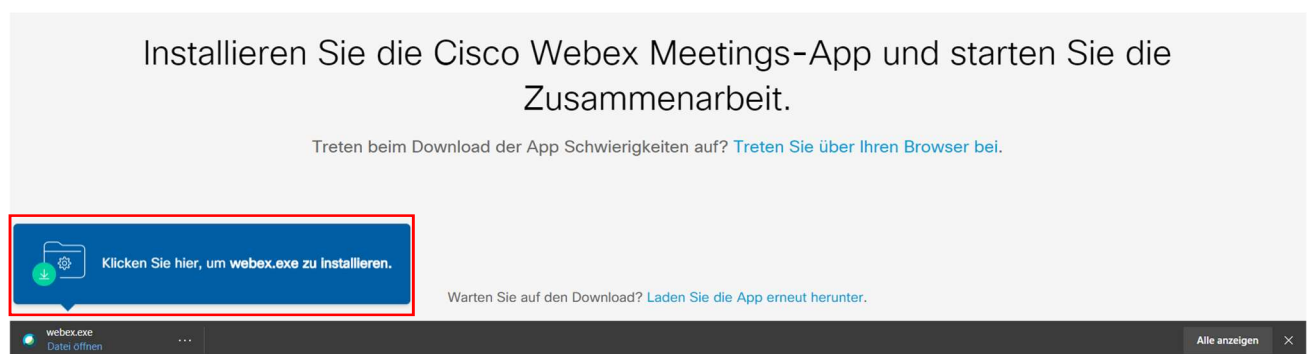 Installieren Sie die Cisco Webex Meetings-App und starten Sie die
Zusammenarbeit.
Treten beim Download der App Schwierigkeiten auf? Treten Sie über Ihren Browser bei.
Klicken Sie hier, um webex.exe zu installieren.
Warten Sie auf den Download? Laden Sie die App erneut herunter.
webex.exe
Datei öffnen
...
Alle anzeigen